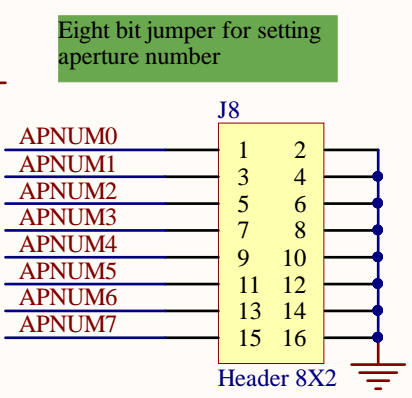 Eight bit jumper for setting
aperture number
J8
APNUM0 1 2
APNUM1 3 4
APNUM2 5 6
APNUM3 7 8
APNUM4 9 10
APNUM5 11 12
APNUM6 13 14
APNUM7 15 16
Header 8X2